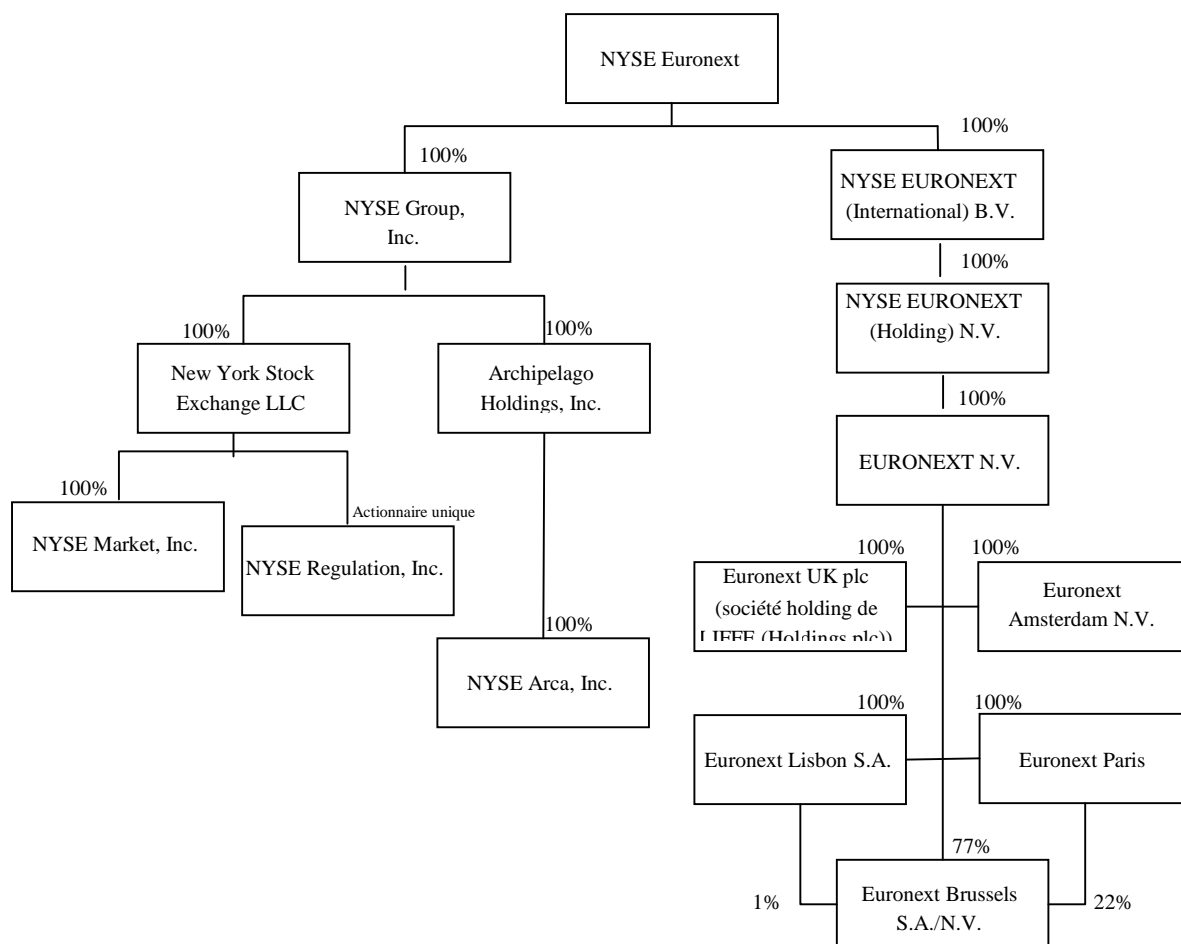 NYSE Euronext
100%
100%
NYSE Group,
Inc.
NYSE EURONEXT
(International) B.V.
100%
NYSE EURONEXT
(Holding) N.V.
100%
100%
New York Stock
Exchange LLC
Archipelago
Holdings, Inc.
100%
EURONEXT N.V.
100%
NYSE Market, Inc.
Actionnaire unique
NYSE Regulation, Inc.
100%
100%
Euronext UK plc
(société holding de
LIFFE (Holdings plc))
Euronext
Amsterdam N.V.
100%
NYSE Arca, Inc.
100%
100%
Euronext Lisbon S.A.
Euronext Paris
77%
1%
Euronext Brussels
S.A./N.V.
22%